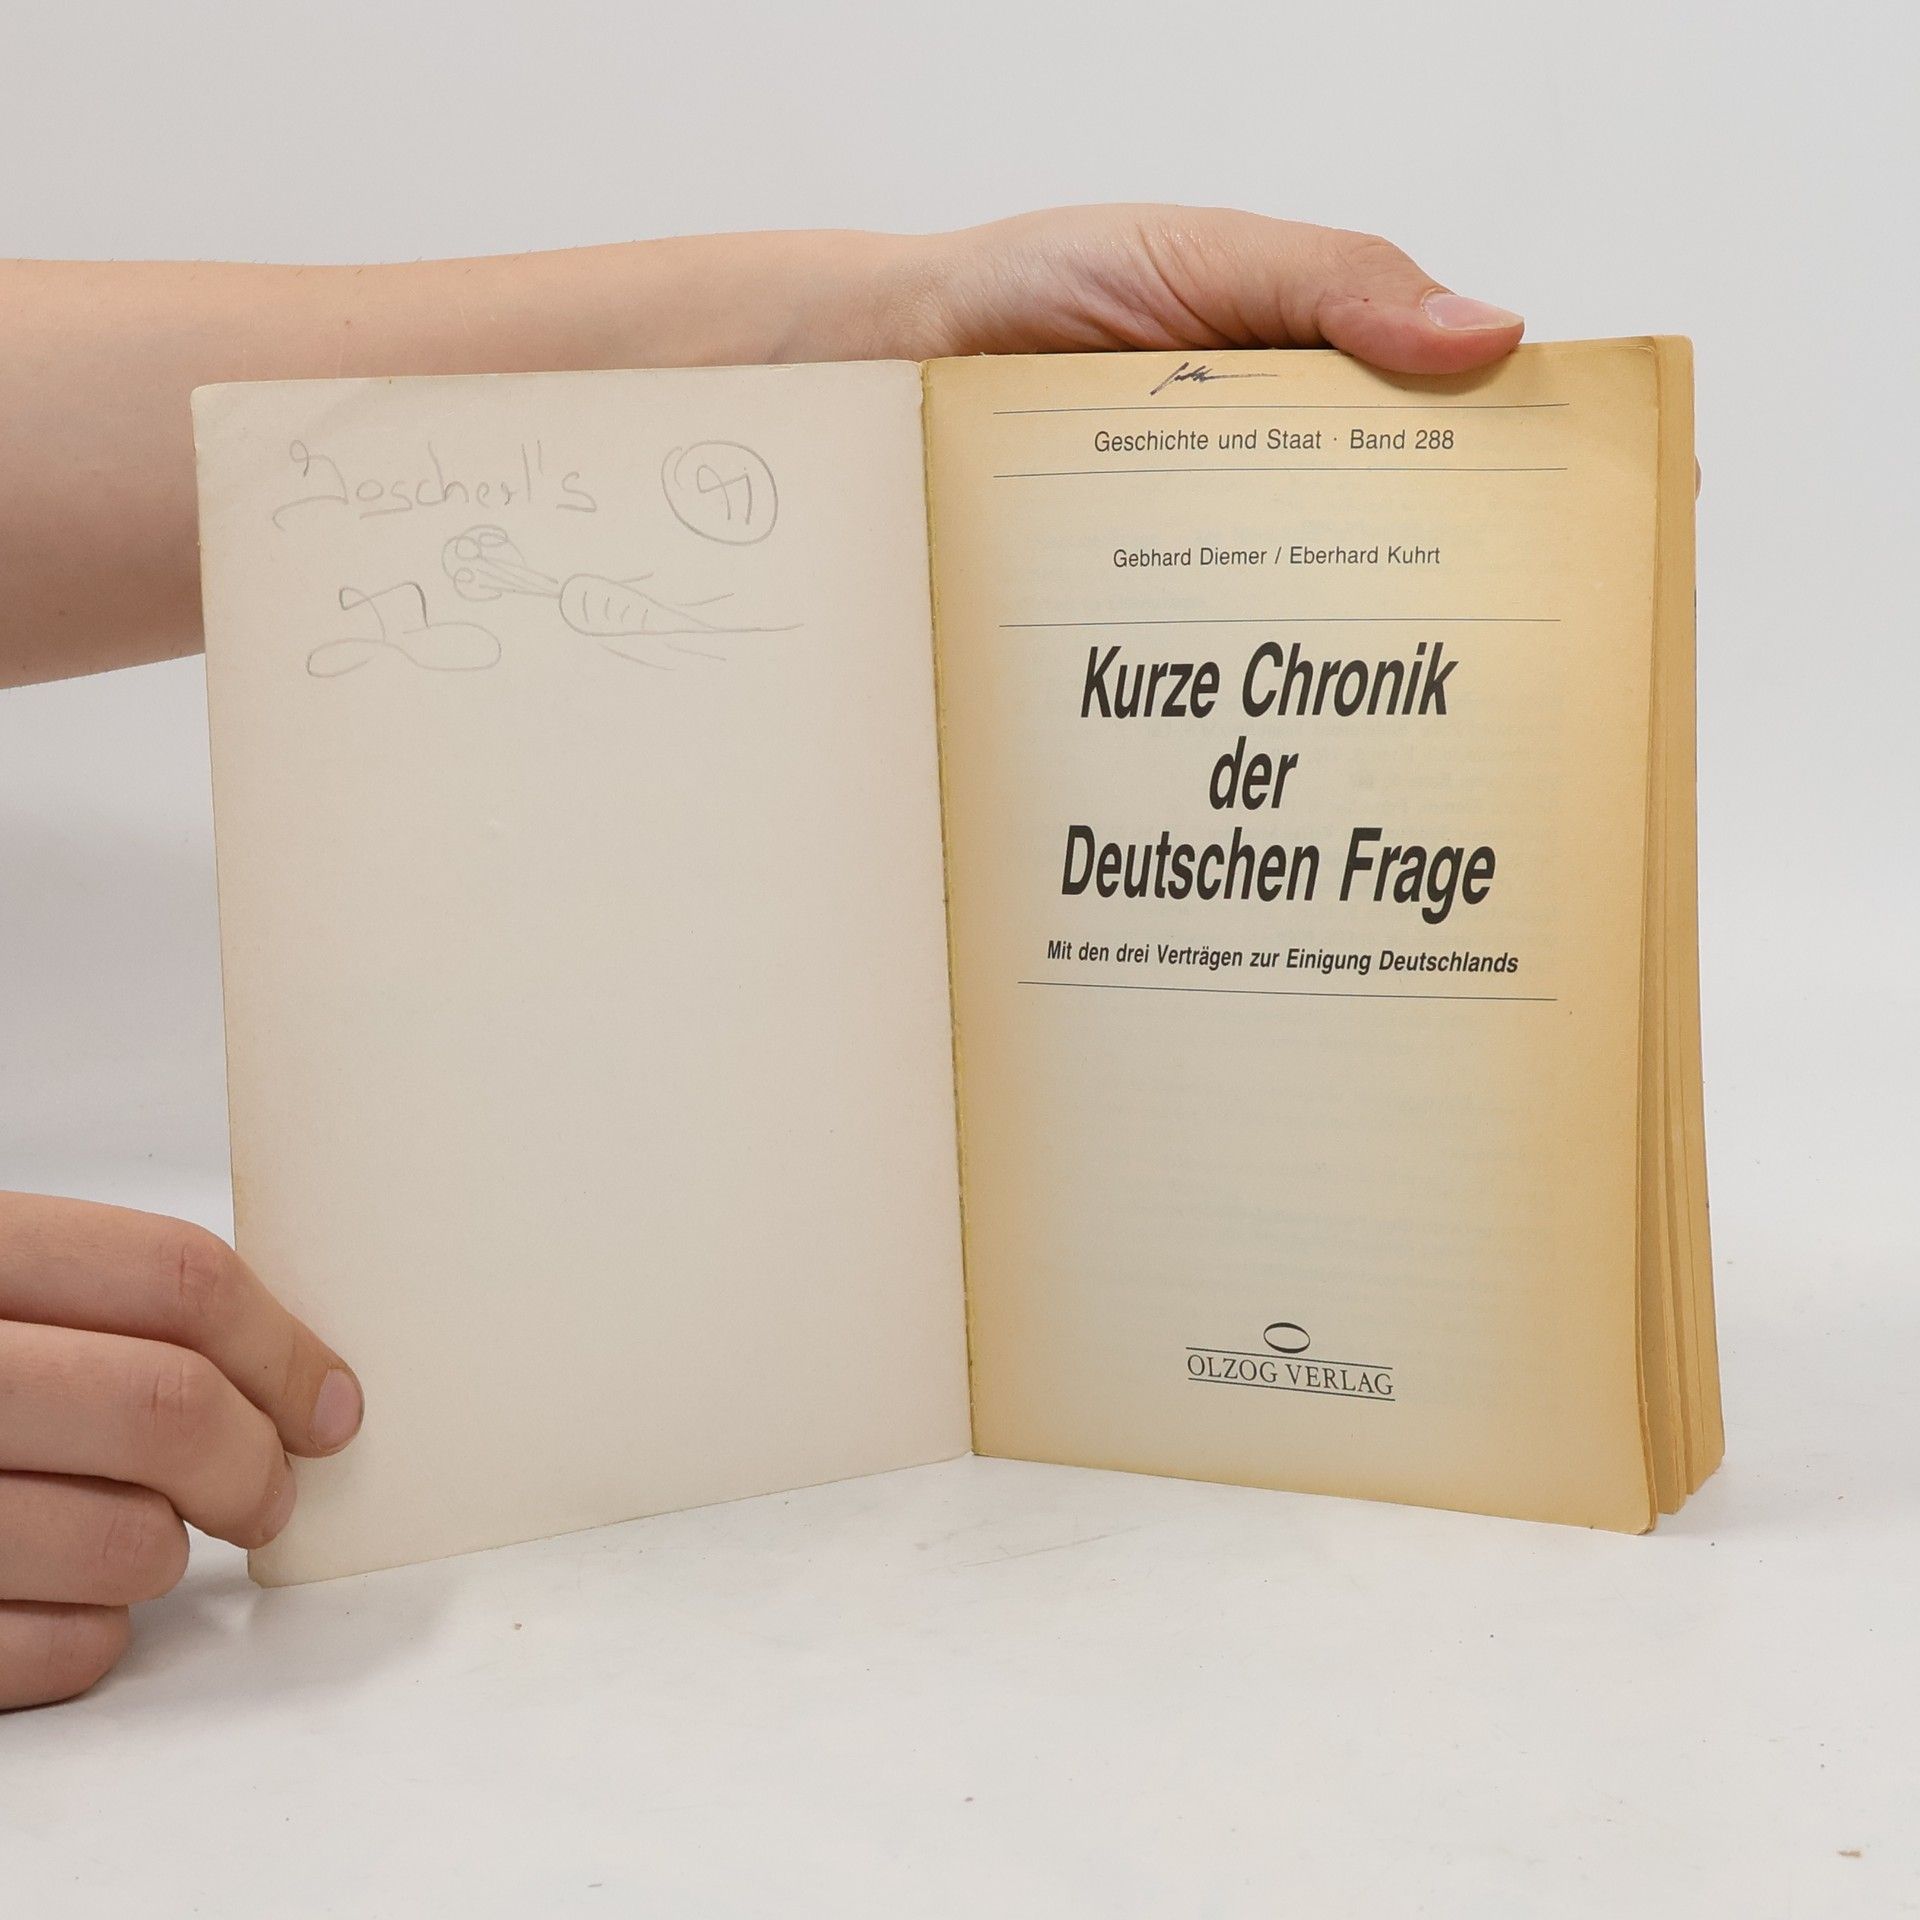 Geschichte und Staat · Band 288
Gebhard Diemer / Eberhard Kuhrt
Kurze Chronik
der
Deutschen Frage
Mit den drei Verträgen zur Einigung Deutschlands
OLZOG VERLAG